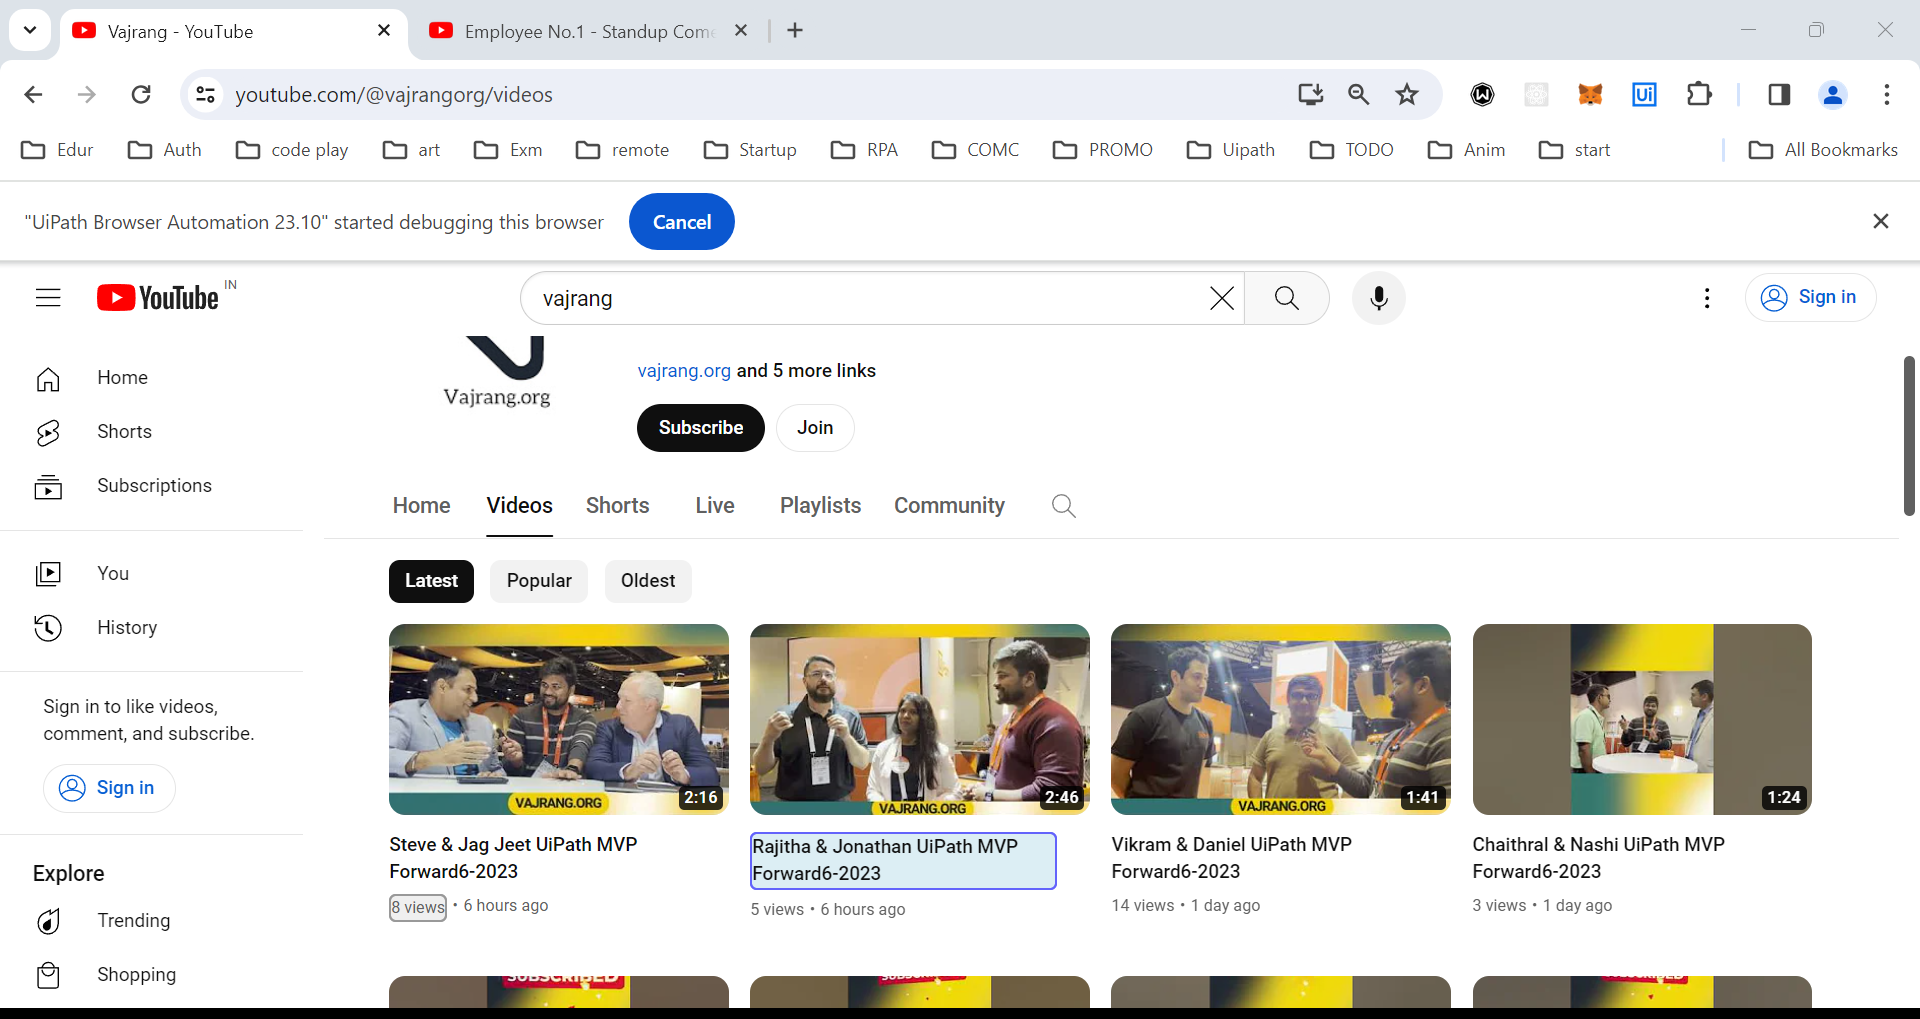 Vajrang - YouTube
Employee No.1 - Standup Com
youtube.com/@vajrangorg/videos
Edur
Auth
code play
art
Exm
remote
Startup
RPA
COMC
PROMO
Uipath
TODO
Anim
start
All Bookmarks
"UiPath Browser Automation 23.10" started debugging this browser
Cancel
YouTube IN
vajrang
Sign in
Home
Shorts
Subscriptions
You
History
Sign in to like videos,
comment, and subscribe.
Sign in
Explore
Trending
Shopping
Vajrang.org
vajrang.org and 5 more links
Subscribe
Join
Home
Videos
Shorts
Live
Playlists
Community
Latest
Popular
Oldest
VAJRANG.ORG
2:16
Steve & Jag Jeet UiPath MVP
Forward6-2023
8 views • 6 hours ago
VAJRANG.ORG
2:46
Rajitha & Jonathan UiPath MVP
Forward6-2023
5 views • 6 hours ago
VAJRANG.ORG
1:41
Vikram & Daniel UiPath MVP
Forward6-2023
14 views • 1 day ago
1:24
Chaithral & Nashi UiPath MVP
Forward6-2023
3 views • 1 day ago
SUBSCRIBED